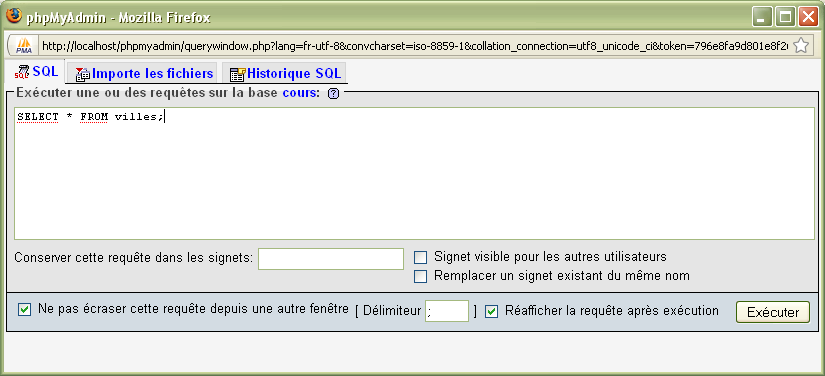 phpMyAdmin - Mozilla Firefox
PMA http://localhost/phpmyadmin/querywindow.php?lang=fr-utf-8&convcharset=iso-8859-1&collation_connection=utf8_unicode_ci&token=796e8fa9d801e8f2
SQL Importe les fichiers Historique SQL
Exécuter une ou des requêtes sur la base cours: ?
SELECT * FROM villes;
Conserver cette requête dans les signets: Signet visible pour les autres utilisateurs
Remplacer un signet existant du même nom
Ne pas écraser cette requête depuis une autre fenêtre [ Délimiteur ; ] Réafficher la requête après exécution Exécuter